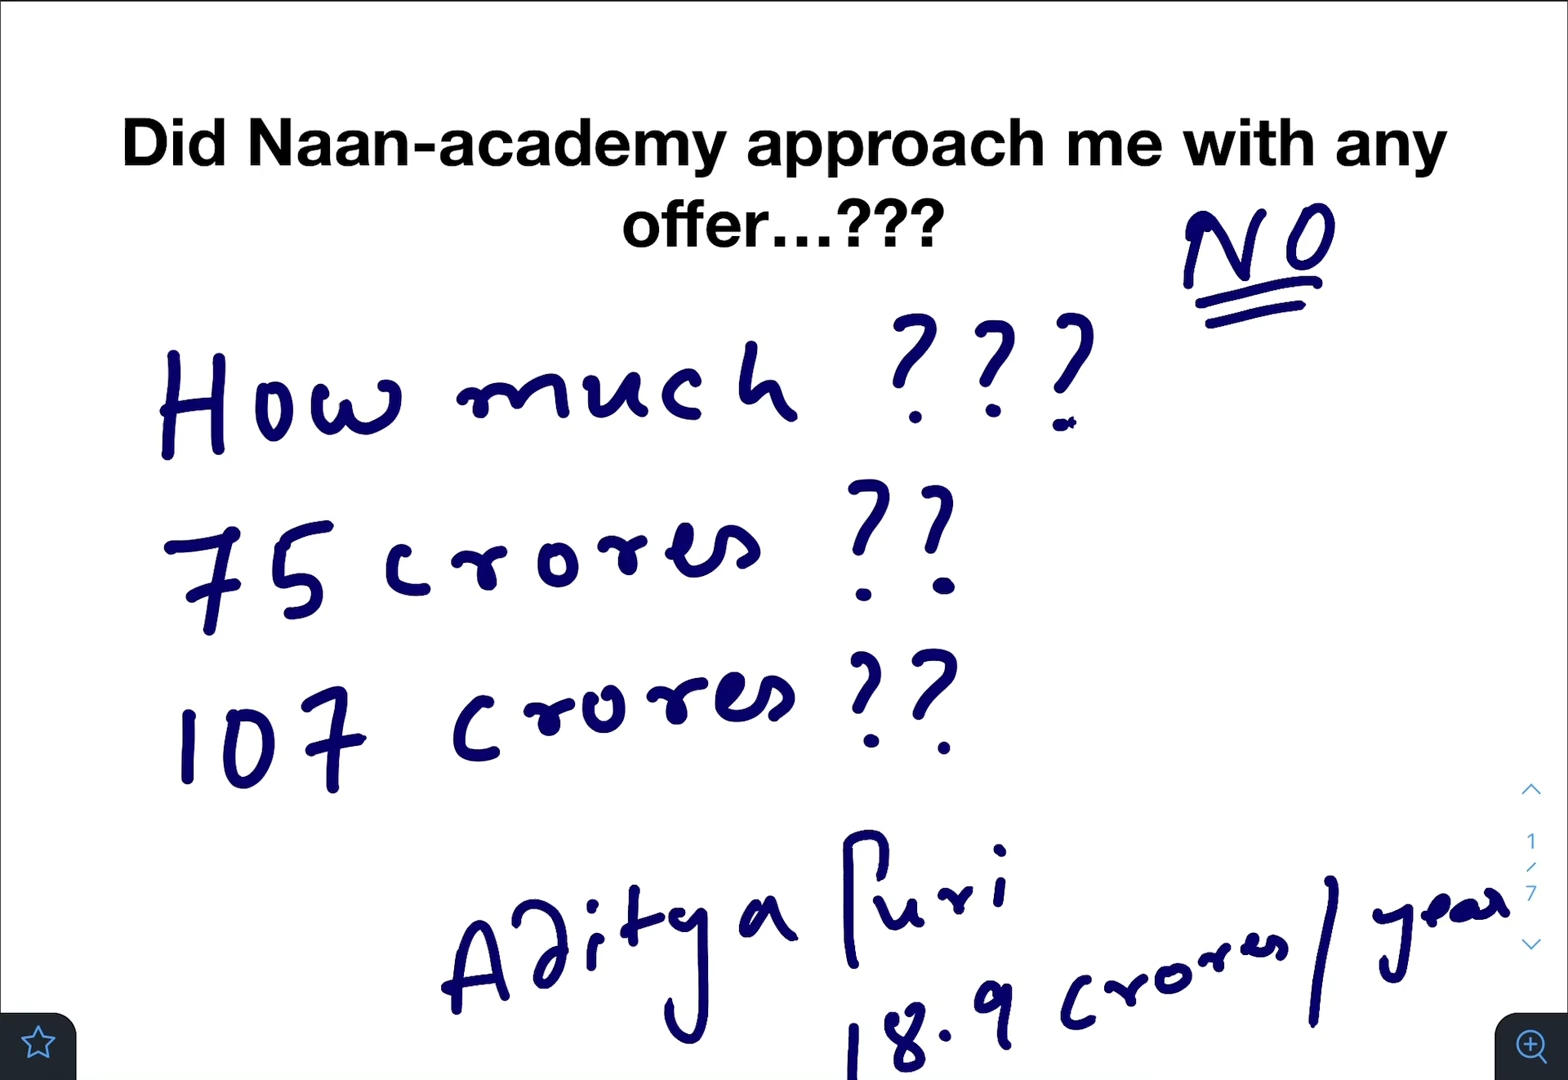 Did Naan-academy approach me with any
offer...???
NO
How much ???
75 crores ??
107 crores ??
Aditya Puri
18.9 crores / year
1
/
7